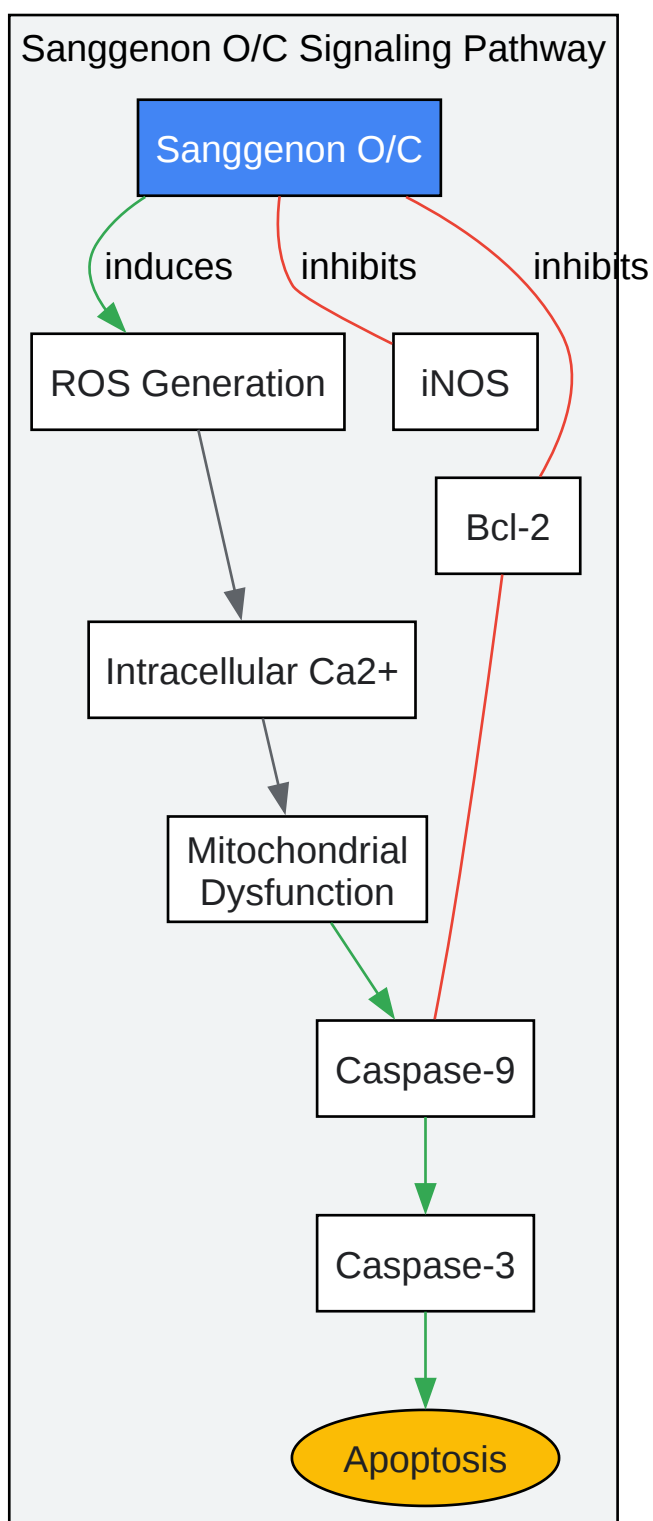 Sanggenon O/C Signaling Pathway
Sanggenon O/C
induces
inhibits
inhibits
ROS Generation
iNOS
Bcl-2
Intracellular Ca2+
Mitochondrial
Dysfunction
Caspase-9
Caspase-3
Apoptosis